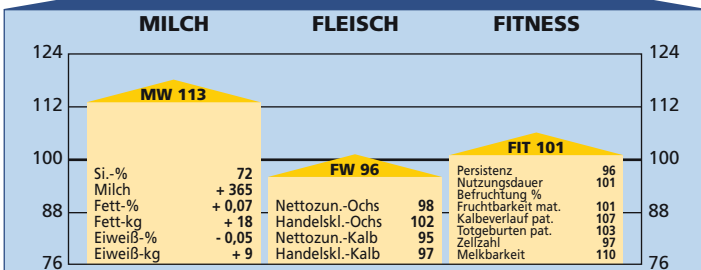 MILCH FLEISCH FITNESS
124 124
112 112
100 100
88 88
76 76
MW 113
Si.-% 72
Milch + 365
Fett-% + 0,07
Fett-kg + 18
Eiweiß-% - 0,05
Eiweiß-kg + 9
FW 96
Nettozun.-Ochs 98
Handelskl.-Ochs 102
Nettozun.-Kalb 95
Handelskl.-Kalb 97
FIT 101
Persistenz 96
Nutzungsdauer 101
Befruchtung %
Fruchtbarkeit mat. 101
Kalbeverlauf pat. 107
Totgeburten pat. 103
Zellzahl 97
Melkbarkeit 110